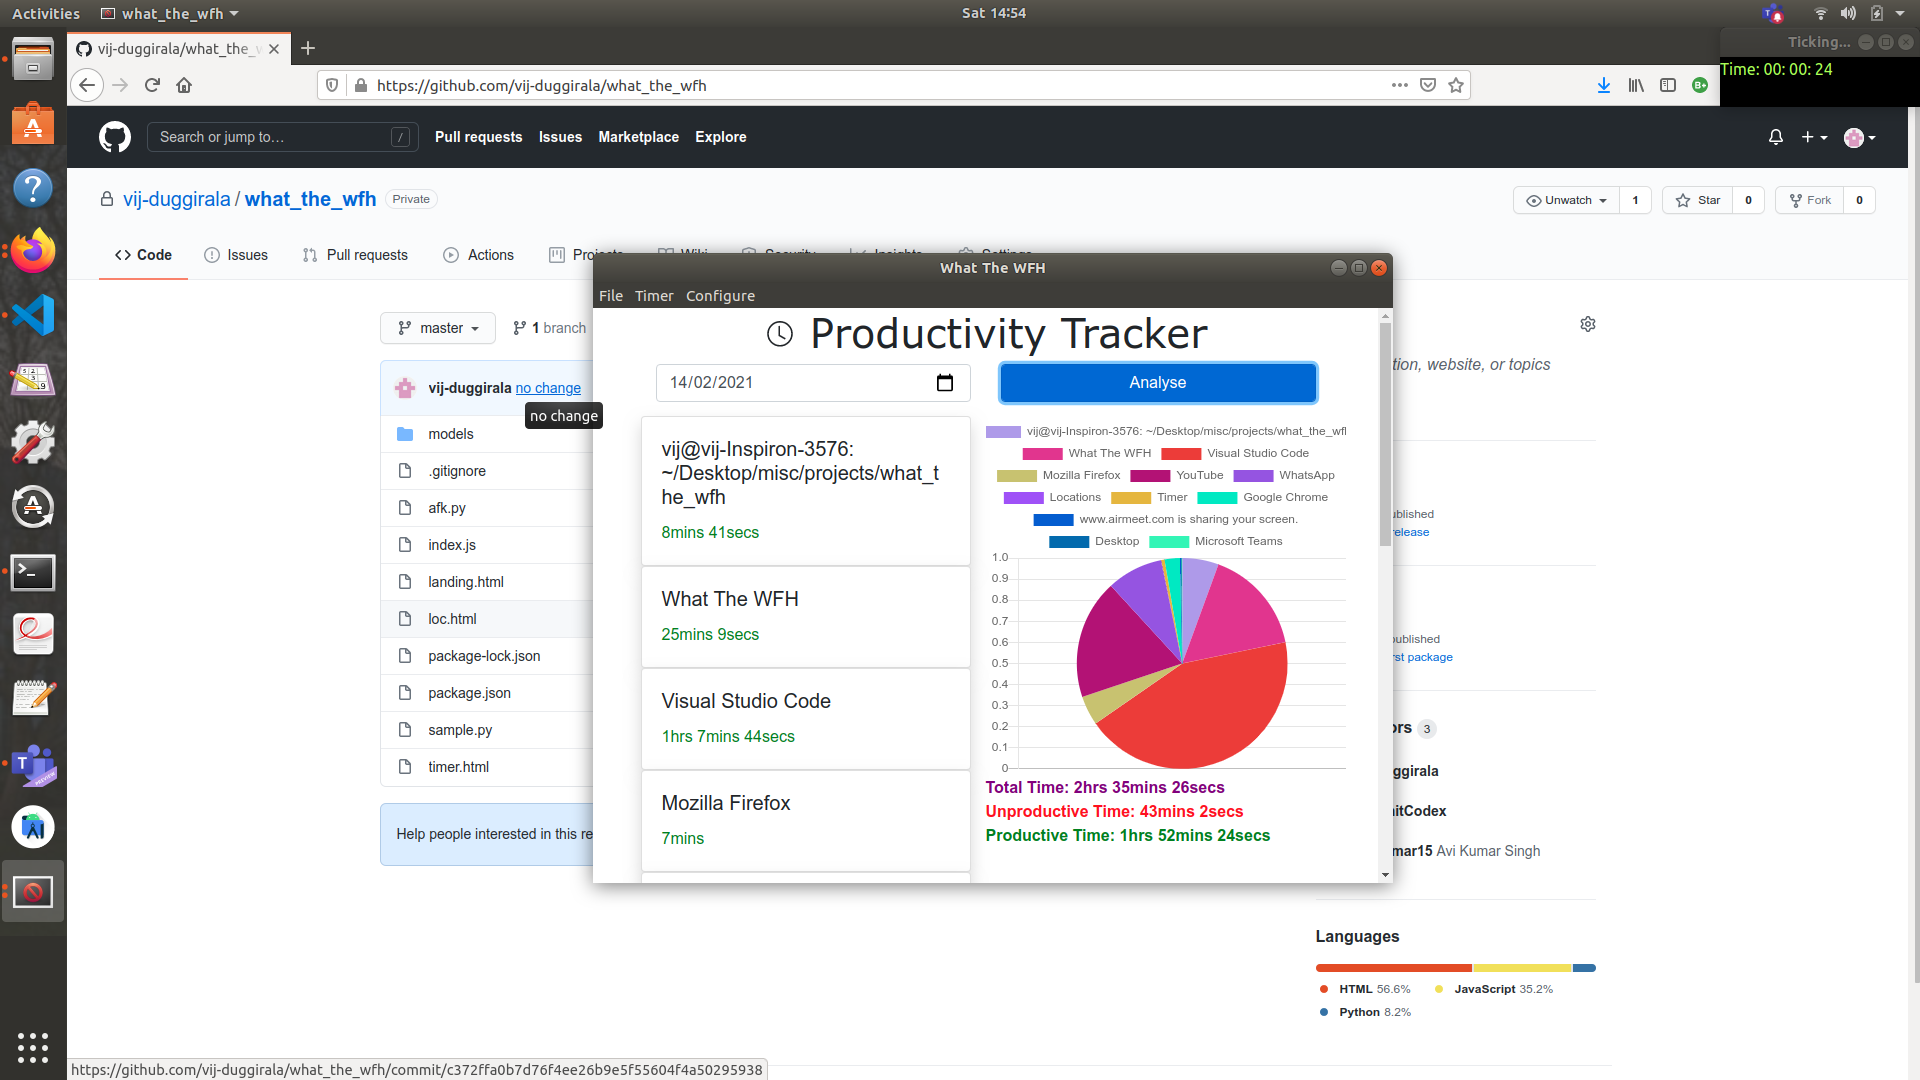 Activities
what_the_wfh
Sat 14:54
vij-duggirala/what_the_w
Ticking...
Time: 00: 00: 24
https://github.com/vij-duggirala/what_the_wfh
Search or jump to…
/
Pull requests
Issues
Marketplace
Explore
vij-duggirala / what_the_wfh
Private
Unwatch
1
Star
0
Fork
0
Code
Issues
Pull requests
Actions
What The WFH
File
Timer
Configure
master
1 branch
vij-duggirala no change
no change
models
.gitignore
afk.py
index.js
landing.html
loc.html
package-lock.json
package.json
sample.py
timer.html
Help people interested in this re
Productivity Tracker
14/02/2021
Analyse
vij@vij-Inspiron-3576:
~/Desktop/misc/projects/what_t
he_wfh
8mins 41secs
What The WFH
25mins 9secs
Visual Studio Code
1hrs 7mins 44secs
Mozilla Firefox
7mins
vij@vij-Inspiron-3576: ~/Desktop/misc/projects/what_the_wfl
What The WFH
Visual Studio Code
Mozilla Firefox
YouTube
WhatsApp
Locations
Timer
Google Chrome
www.airmeet.com is sharing your screen.
Desktop
Microsoft Teams
1.0
0.9
0.8
0.7
0.6
0.5
0.4
0.3
0.2
0.1
0
Total Time: 2hrs 35mins 26secs
Unproductive Time: 43mins 2secs
Productive Time: 1hrs 52mins 24secs
tion, website, or topics
ublished
release
ublished
rst package
ors 3
ggirala
nitCodex
mar15 Avi Kumar Singh
Languages
HTML 56.6%
JavaScript 35.2%
Python 8.2%
https://github.com/vij-duggirala/what_the_wfh/commit/c372ffa0b7d76f4ee26b9e5f55604f4a50295938